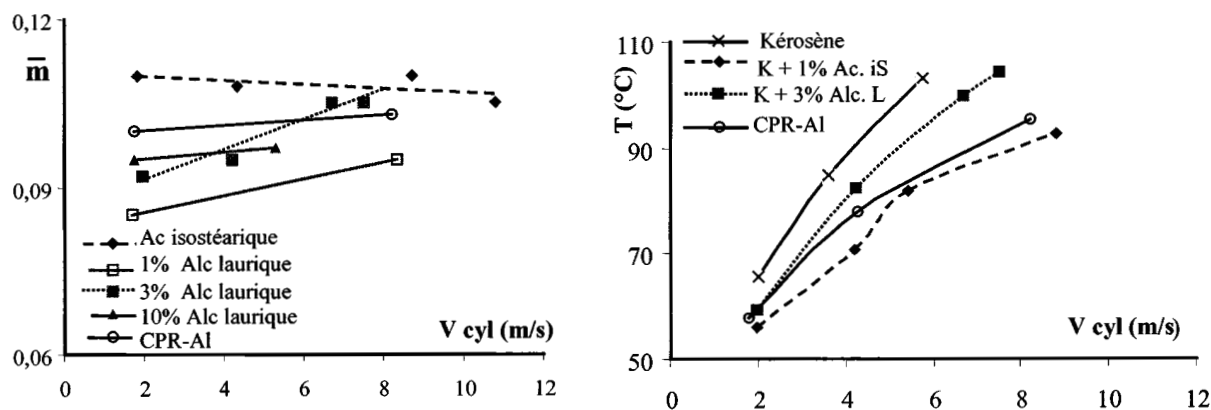 0,12
m̅
0,09
0,06
Ac isostéarique
1% Alc laurique
3% Alc laurique
10% Alc laurique
CPR-Al
V cyl (m/s)
0 2 4 6 8 10 12
110
T (°C)
90
70
50
Kérosène
K + 1% Ac. iS
K + 3% Alc. L
CPR-Al
V cyl (m/s)
0 2 4 6 8 10 12